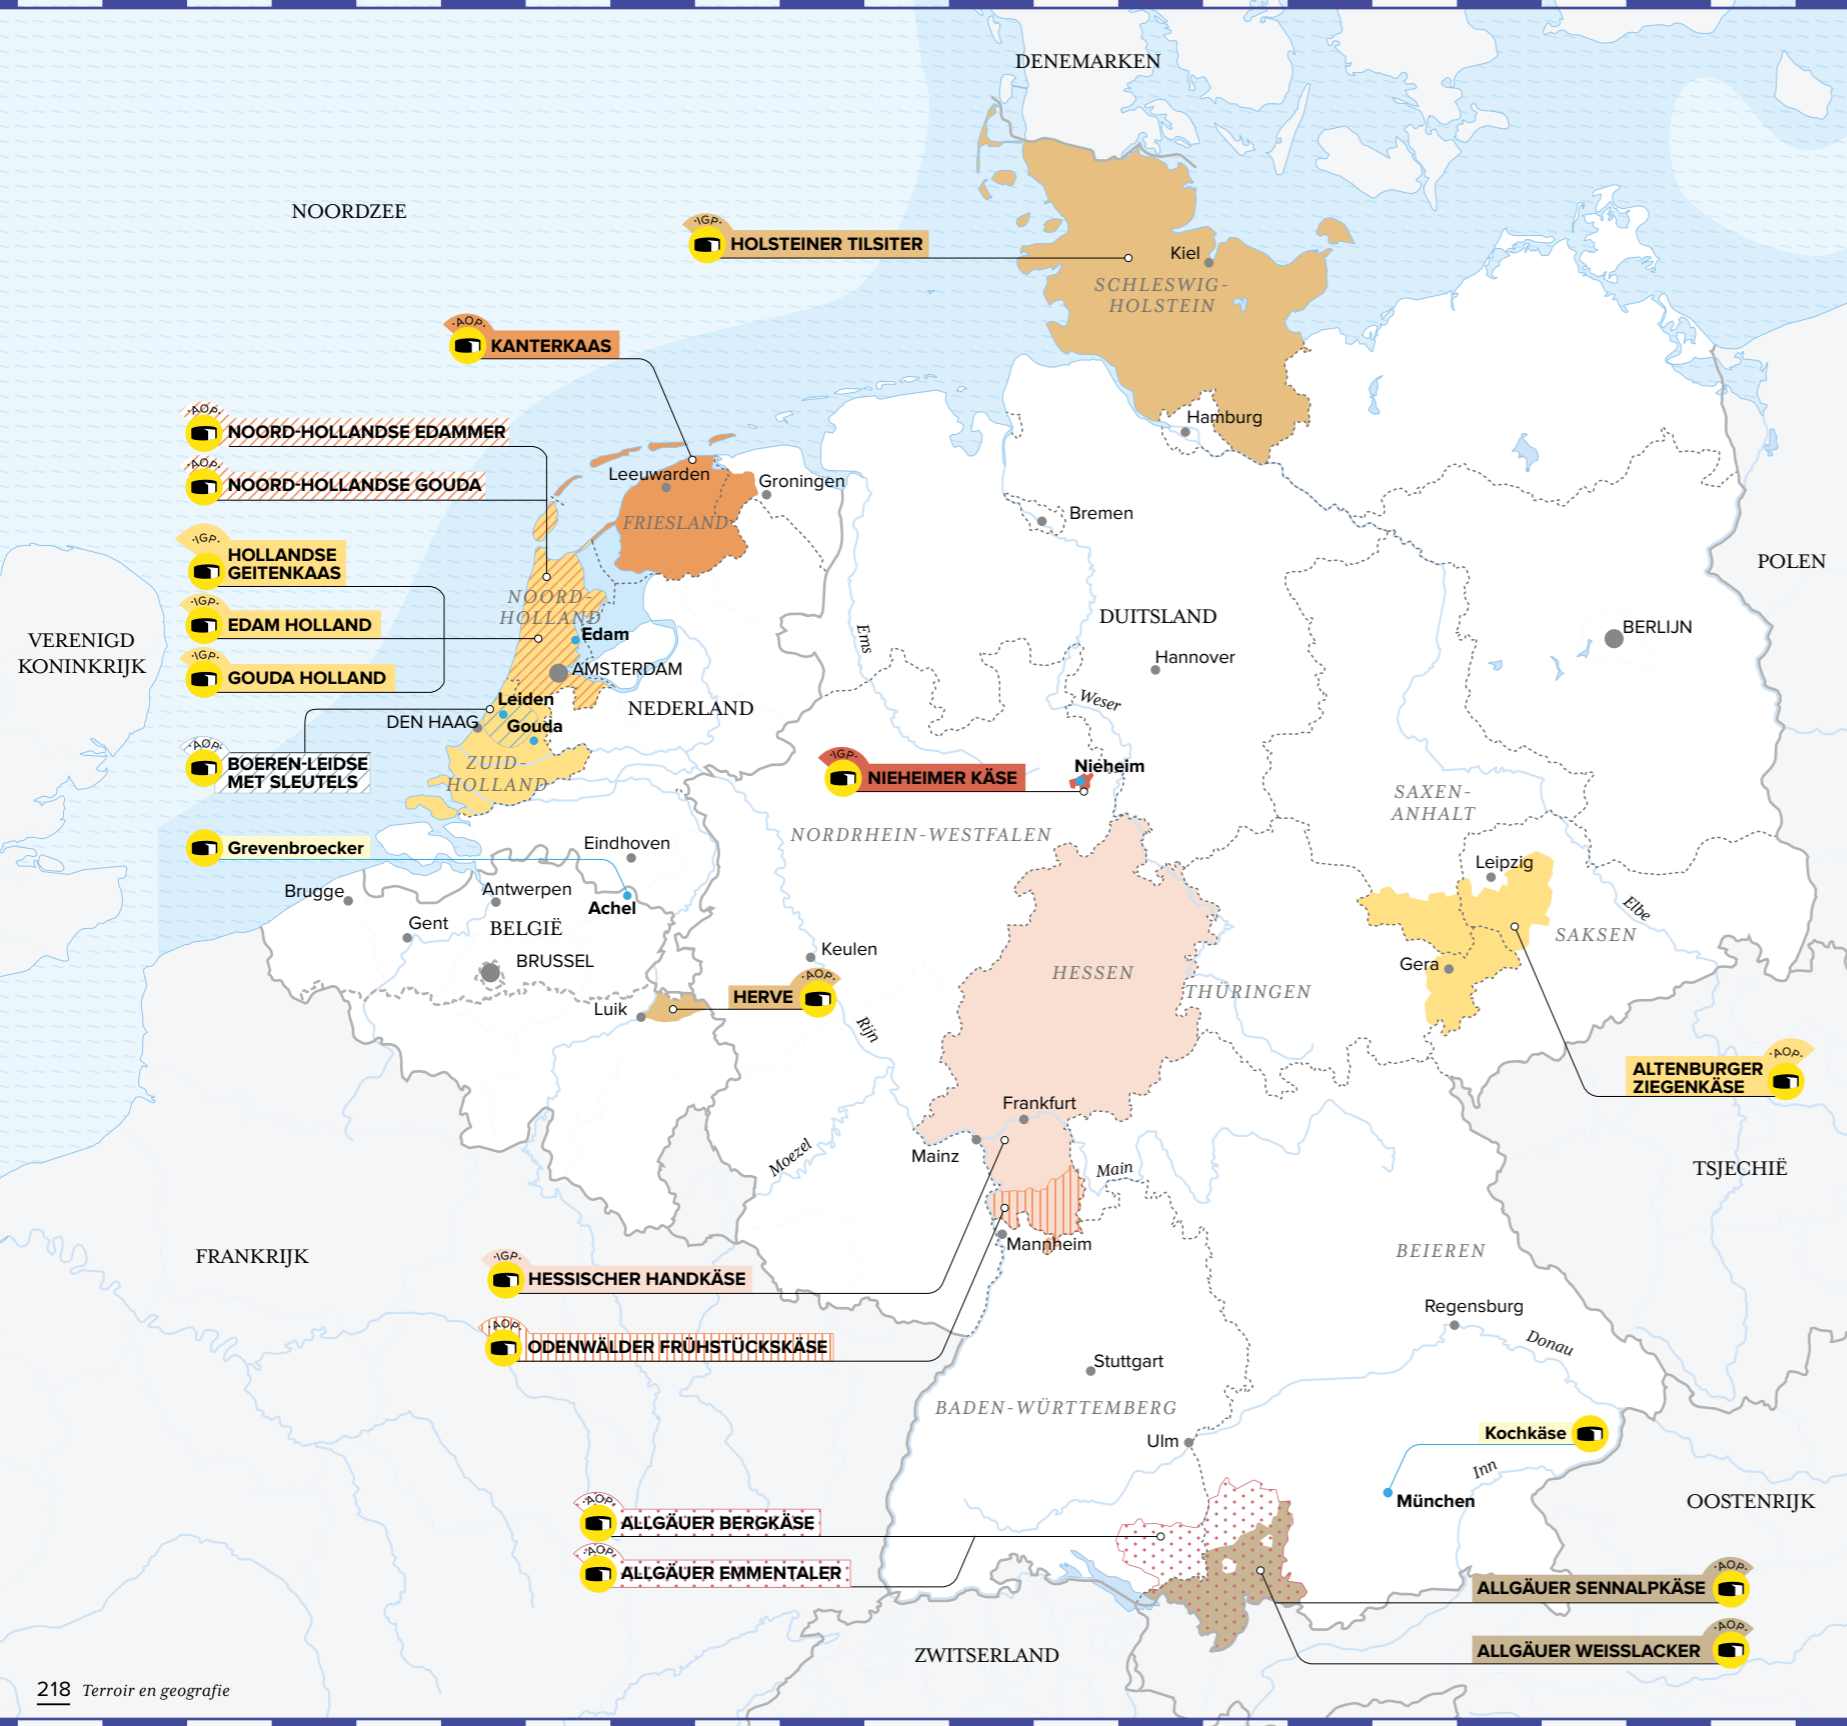 DENEMARKEN
NOORDZEE
·IGP·
HOLSTEINER TILSITER
Kiel
SCHLESWIG-
HOLSTEIN
·AOP·
KANTERKAAS
Hamburg
·AOP·
NOORD-HOLLANDSE EDAMMER
·AOP·
NOORD-HOLLANDSE GOUDA
Leeuwarden
Groningen
FRIESLAND
Bremen
·IGP·
HOLLANDSE
GEITENKAAS
·IGP·
EDAM HOLLAND
·IGP·
GOUDA HOLLAND
NOORD-
HOLLAND
Edam
AMSTERDAM
Ems
DUITSLAND
Hannover
Weser
POLEN
BERLIJN
VERENIGD
KONINKRIJK
Leiden
DEN HAAG
Gouda
NEDERLAND
·AOP·
BOEREN-LEIDSE
MET SLEUTELS
ZUID-
HOLLAND
·IGP·
NIEHEIMER KÄSE
Nieheim
NORDRHEIN-WESTFALEN
SAXEN-
ANHALT
Grevenbroecker
Eindhoven
Brugge
Antwerpen
Achel
Gent
BELGIË
BRUSSEL
Keulen
Leipzig
Elbe
SAKSEN
Gera
HESSEN
THÜRINGEN
·AOP·
HERVE
Luik
Rijn
·AOP·
ALTENBURGER
ZIEGENKÄSE
Frankfurt
Mainz
Moezel
Main
TSJECHIË
Mannheim
FRANKRIJK
BEIEREN
·IGP·
HESSISCHER HANDKÄSE
·AOP·
ODENWÄLDER FRÜHSTÜCKSKÄSE
Regensburg
Donau
Stuttgart
BADEN-WÜRTTEMBERG
Ulm
Kochkäse
Inn
München
OOSTENRIJK
·AOP·
ALLGÄUER BERGKÄSE
·AOP·
ALLGÄUER EMMENTALER
·AOP·
ALLGÄUER SENNALPKÄSE
·AOP·
ALLGÄUER WEISSLACKER
ZWITSERLAND
218 Terroir en geografie